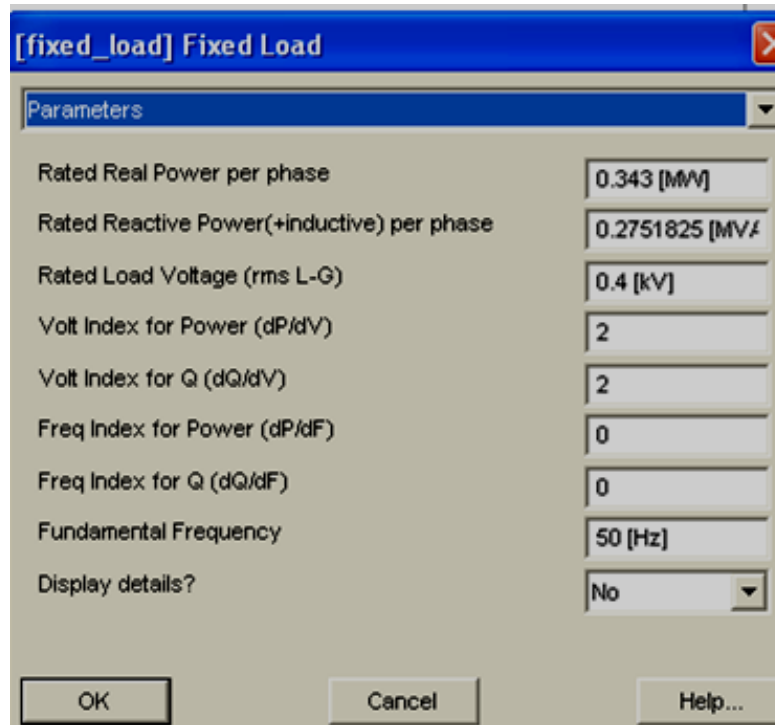 [fixed_load] Fixed Load
Parameters
Rated Real Power per phase 0.343 [MW]
Rated Reactive Power(+inductive) per phase 0.2751825 [MVA
Rated Load Voltage (rms L-G) 0.4 [kV]
Volt Index for Power (dP/dV) 2
Volt Index for Q (dQ/dV) 2
Freq Index for Power (dP/dF) 0
Freq Index for Q (dQ/dF) 0
Fundamental Frequency 50 [Hz]
Display details? No
OK Cancel Help...